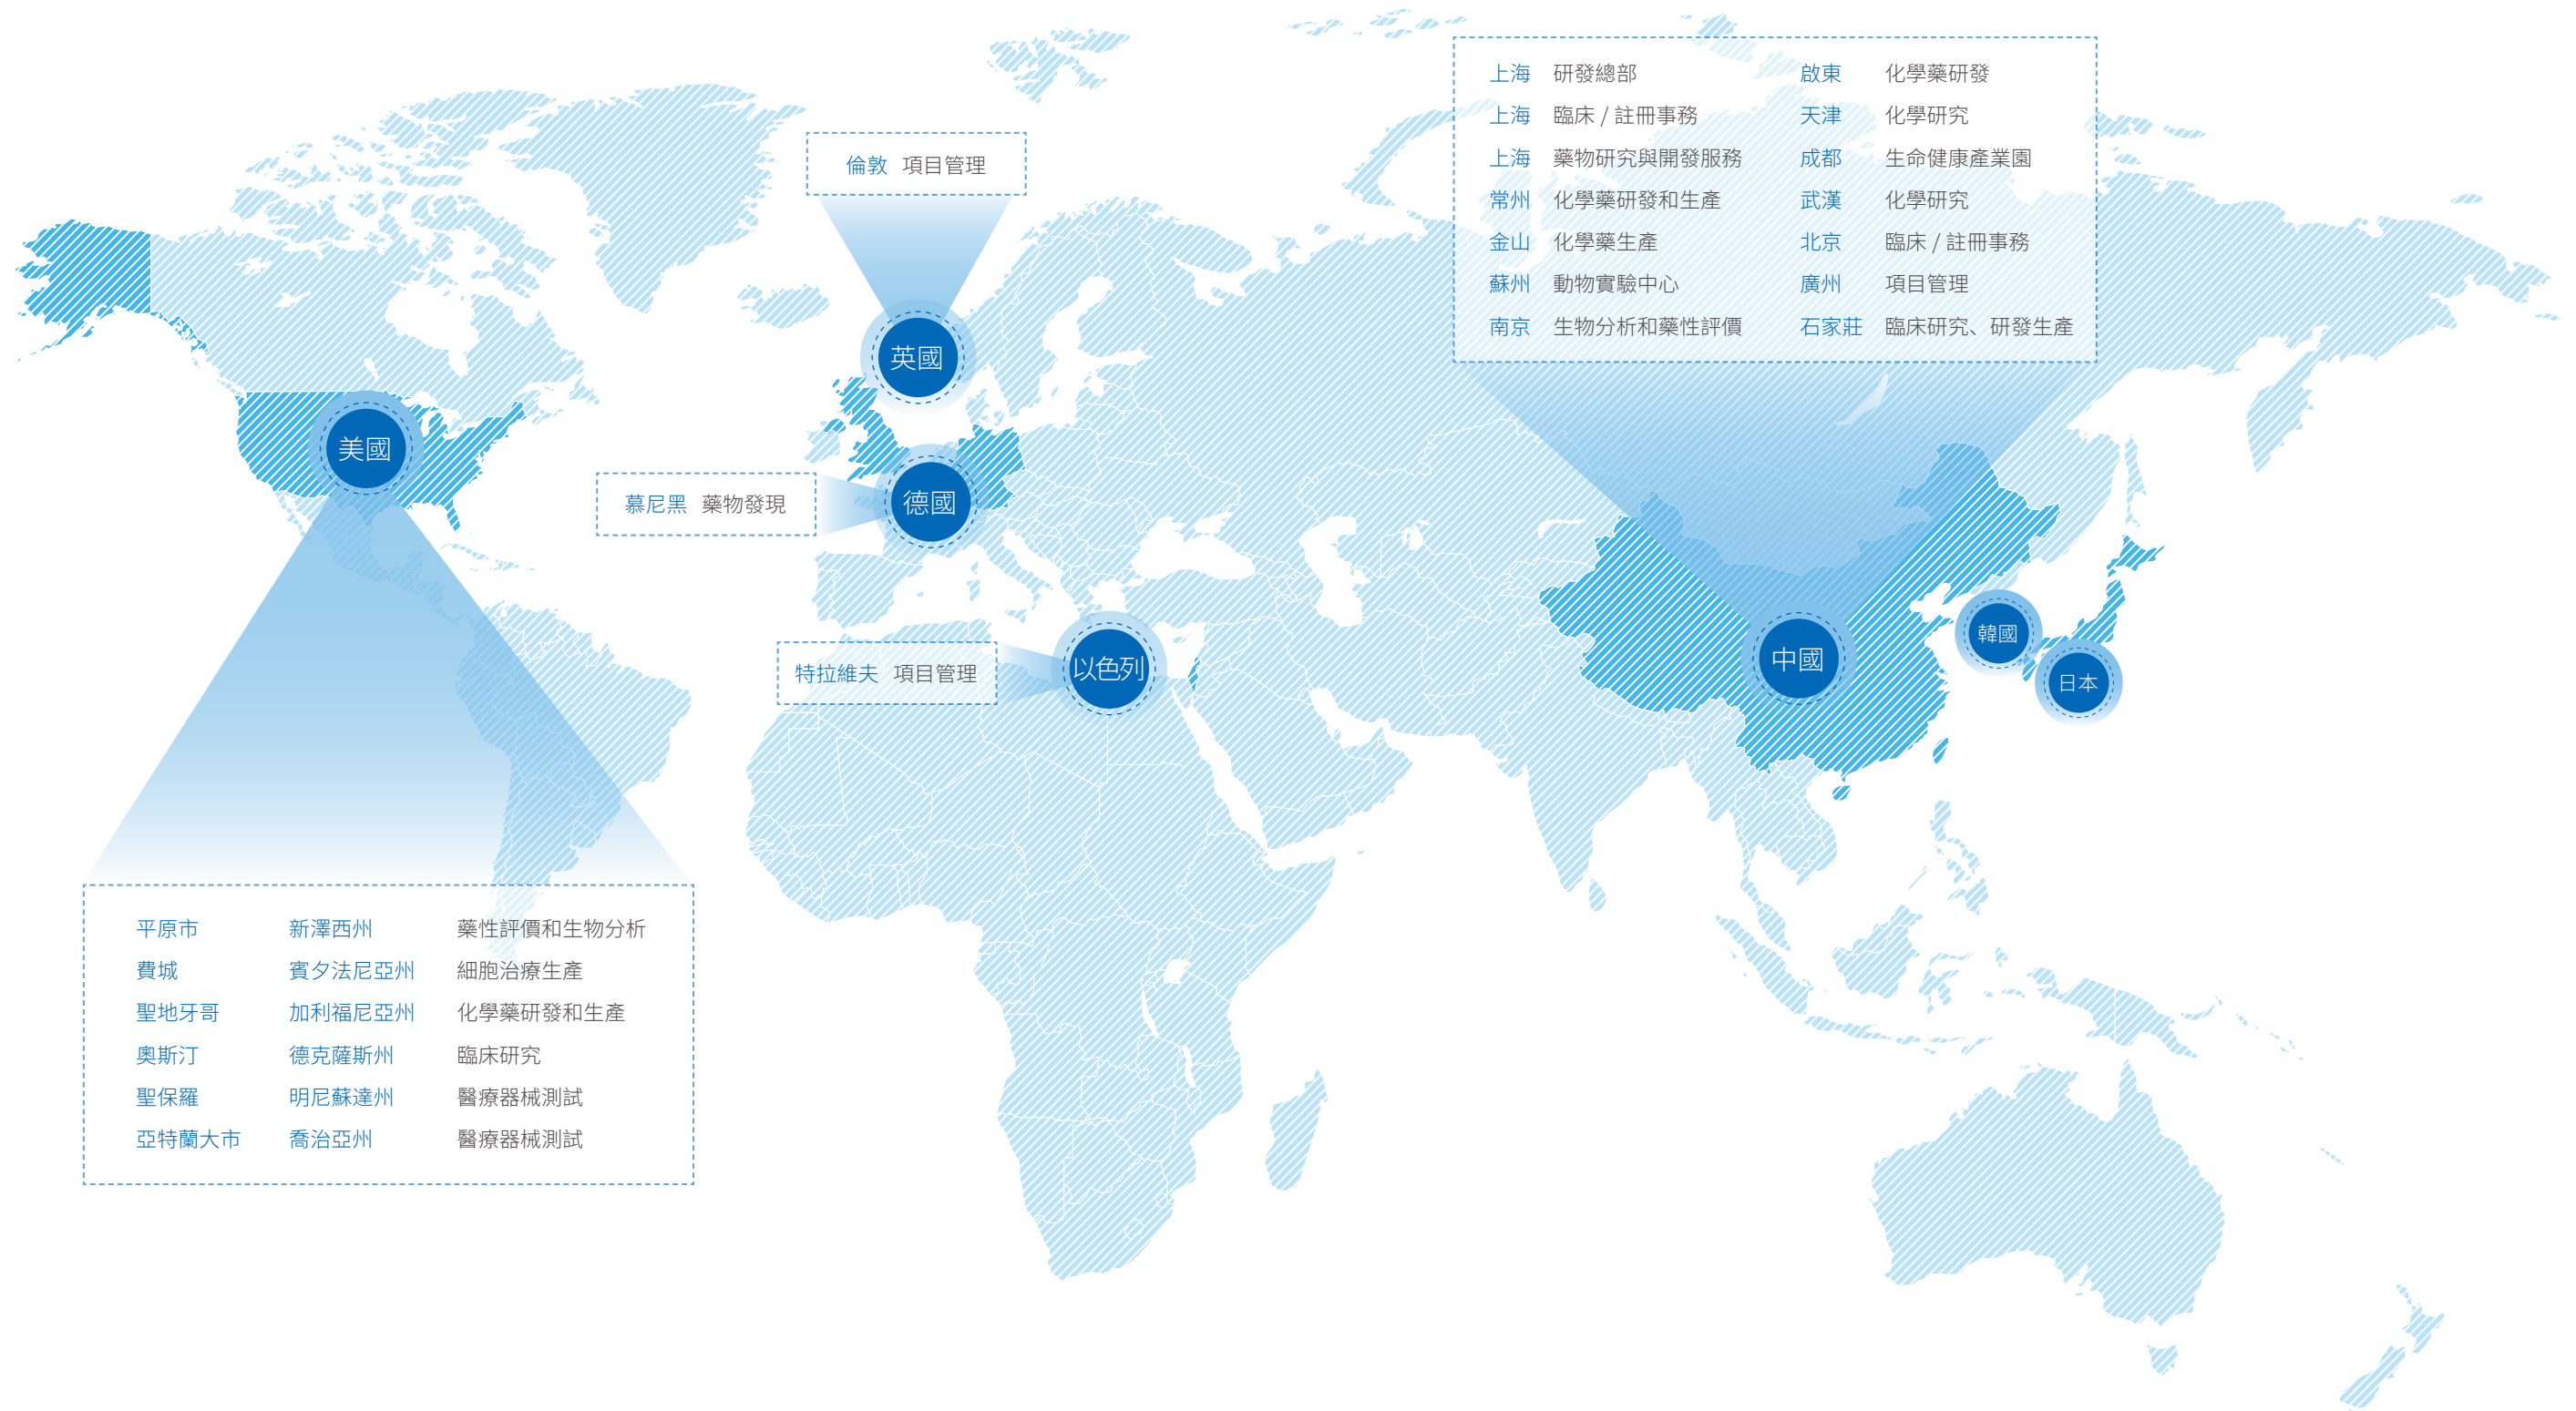 上海 研發總部
上海 臨床 / 註冊事務
上海 藥物研究與開發服務
常州 化學藥研發和生產
金山 化學藥生產
蘇州 動物實驗中心
南京 生物分析和藥性評價
啟東 化學藥研發
天津 化學研究
成都 生命健康產業園
武漢 化學研究
北京 臨床 / 註冊事務
廣州 項目管理
石家莊 臨床研究、研發生產
倫敦 項目管理
英國
美國
慕尼黑 藥物發現
德國
特拉維夫 項目管理
以色列
中國
韓國
日本
平原市 新澤西州 藥性評價和生物分析
費城 賓夕法尼亞州 細胞治療生產
聖地牙哥 加利福尼亞州 化學藥研發和生產
奧斯汀 德克薩斯州 臨床研究
聖保羅 明尼蘇達州 醫療器械測試
亞特蘭大市 喬治亞州 醫療器械測試